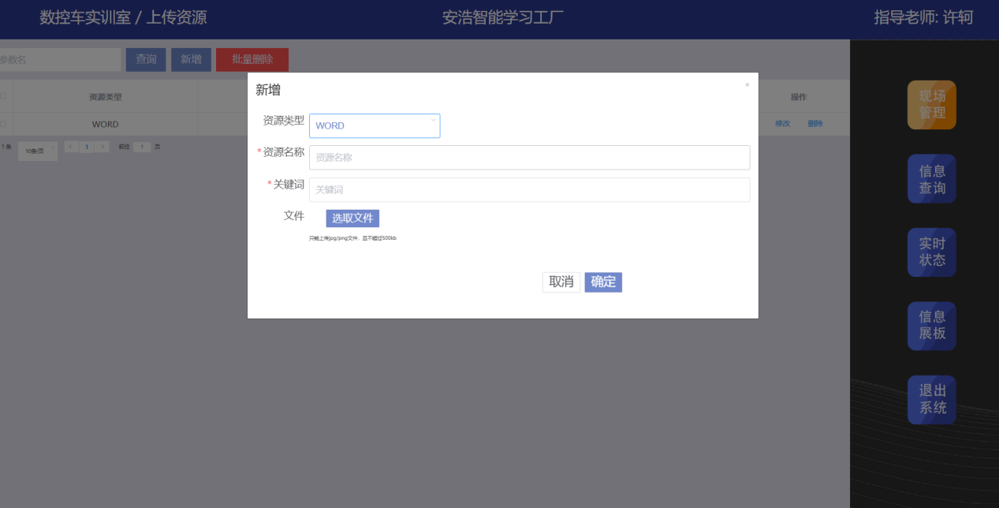 数控车实训室 / 上传资源
安浩智能学习工厂
指导老师: 许轲
参数名
查询
新增
批量删除
资源类型
操作
WORD
修改
删除
1 条
10条/页
1
前往
1
页
新增
×
资源类型
WORD
*资源名称
资源名称
*关键词
关键词
文件
选取文件
只能上传jpg/png文件，且不超过500kb
取消
确定
现场
管理
信息
查询
实时
状态
信息
展板
退出
系统